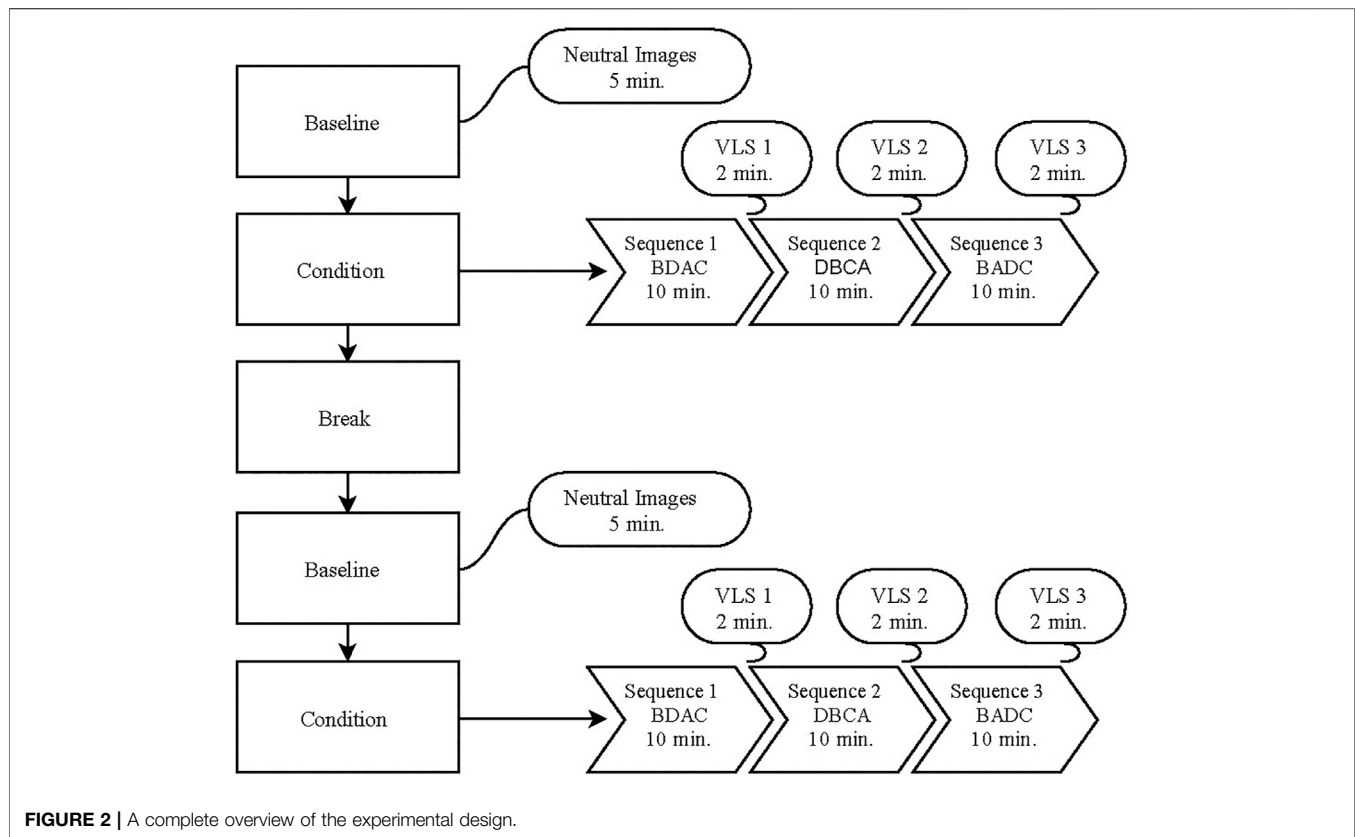 Baseline
Neutral Images
5 min.
Condition
VLS 1
2 min.
VLS 2
2 min.
VLS 3
2 min.
Sequence 1
BDAC
10 min.
Sequence 2
DBCA
10 min.
Sequence 3
BADC
10 min.
Break
Baseline
Neutral Images
5 min.
Condition
VLS 1
2 min.
VLS 2
2 min.
VLS 3
2 min.
Sequence 1
BDAC
10 min.
Sequence 2
DBCA
10 min.
Sequence 3
BADC
10 min.
FIGURE 2 | A complete overview of the experimental design.